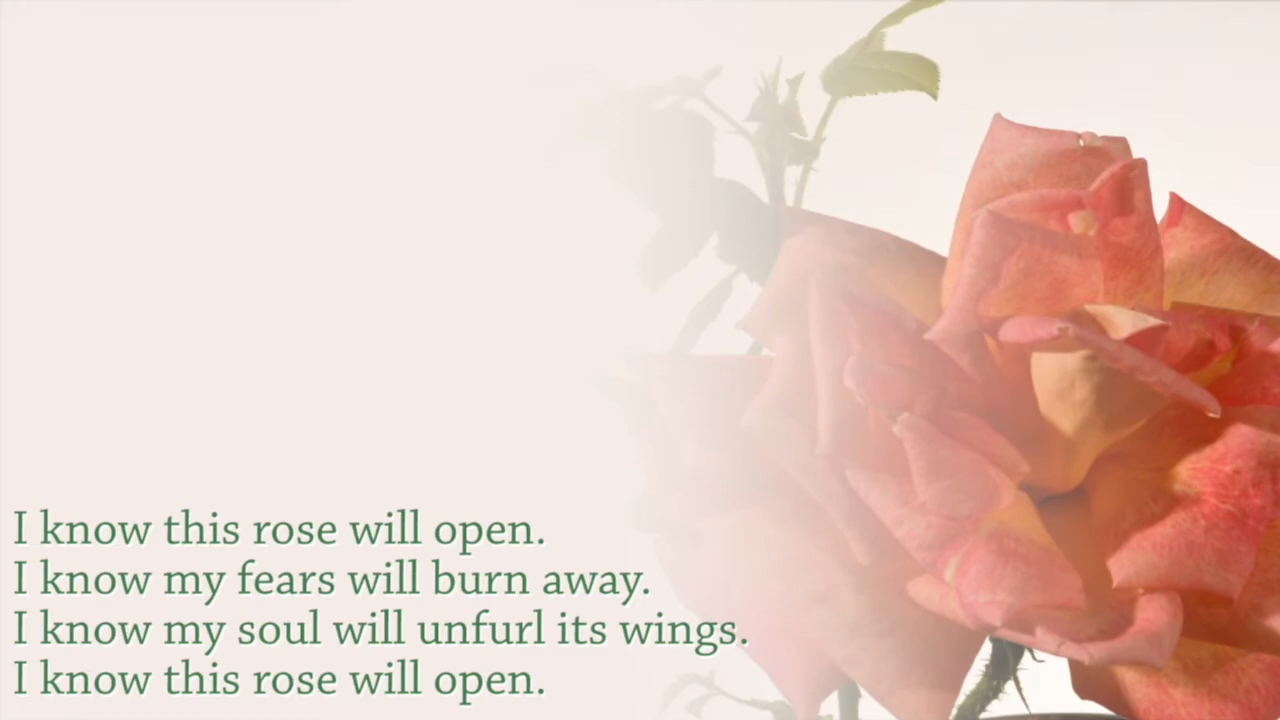 I know this rose will open.
I know my fears will burn away.
I know my soul will unfurl its wings.
I know this rose will open.